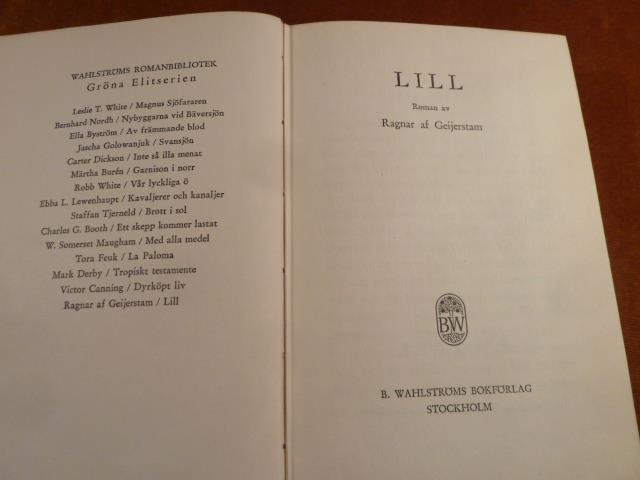 WAHLSTRÖMS ROMANBIBLIOTEK
Gröna Elitserien
Leslie T. White / Magnus Sjöfararen
Bernhard Nordh / Nybyggarna vid Bäversjön
Ella Byström / Av främmande blod
Jascha Golowanjuk / Svansjön
Carter Dickson / Inte så illa menat
Märtha Burén / Garnison i norr
Robb White / Vår lyckliga ö
Ebba L. Lewenhaupt / Kavaljerer och kanaljer
Staffan Tjerneld / Brott i sol
Charles G. Booth / Ett skepp kommer lastat
W. Somerset Maugham / Med alla medel
Tora Feuk / La Paloma
Mark Derby / Tropiskt testamente
Victor Canning / Dyrköpt liv
Ragnar af Geijerstam / Lill
LILL
Roman av
Ragnar af Geijerstam
BW
B. WAHLSTRÖMS BOKFÖRLAG
STOCKHOLM